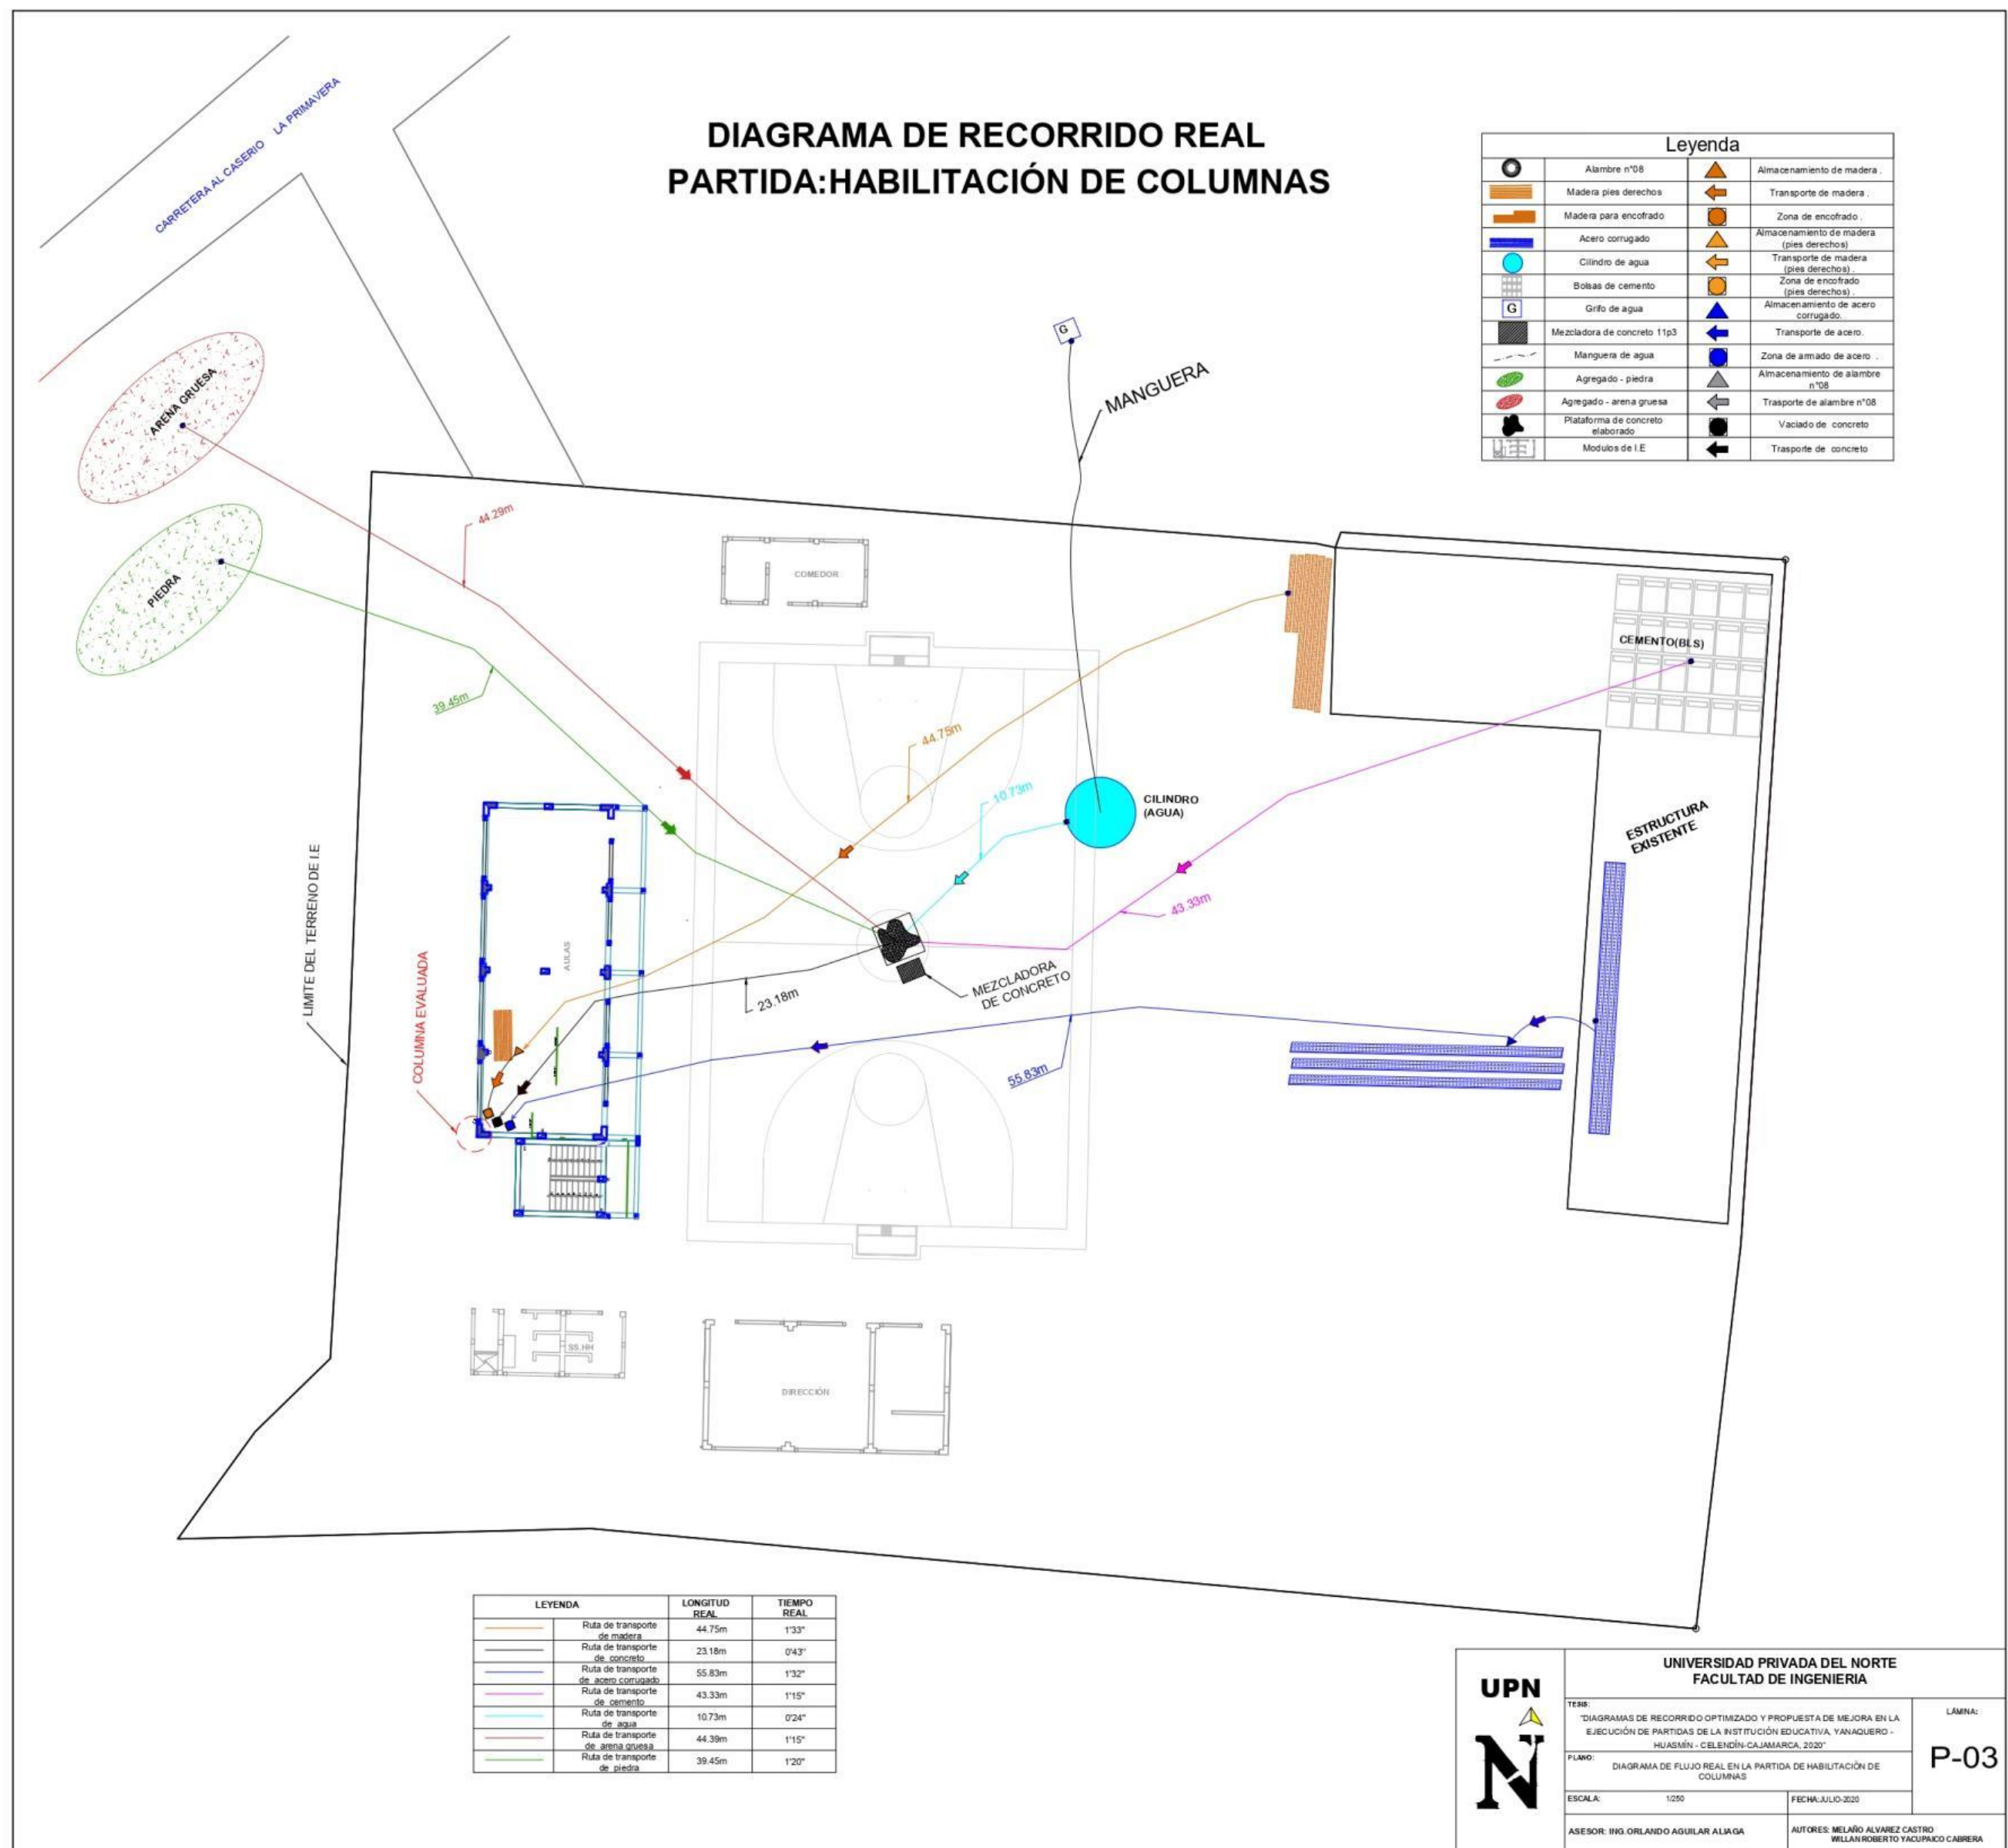 DIAGRAMA DE RECORRIDO REAL
PARTIDA:HABILITACIÓN DE COLUMNAS
CARRETERA AL CASERIO LA PRIMAVERA
Leyenda
Alambre n°08
Almacenamiento de madera .
Madera pies derechos
Transporte de madera .
Madera para encofrado
Zona de encofrado .
Acero corrugado
Almacenamiento de madera
(pies derechos)
Cilindro de agua
Transporte de madera
(pies derechos) .
Bolsas de cemento
Zona de encofrado
(pies derechos) .
G
Grifo de agua
Almacenamiento de acero
corrugado.
Mezcladora de concreto 11p3
Transporte de acero.
Manguera de agua
Zona de armado de acero .
Agregado - piedra
Almacenamiento de alambre
n°08
Agregado - arena gruesa
Trasporte de alambre n°08
Plataforma de concreto
elaborado
Vaciado de concreto
Modulos de I.E
Trasporte de concreto
G
MANGUERA
ARENA GRUESA
44.29m
PIEDRA
39.45m
COMEDOR
CEMENTO(BLS)
44.75m
10.73m
CILINDRO
(AGUA)
ESTRUCTURA
EXISTENTE
43.33m
LIMITE DEL TERRENO DE I.E
AULAS
COLUMNA EVALUADA
23.18m
MEZCLADORA
DE CONCRETO
55.83m
SS.HH
DIRECCIÓN
LEYENDA
LONGITUD
REAL
TIEMPO
REAL
Ruta de transporte
de madera
44.75m
1'33"
Ruta de transporte
de concreto
23.18m
0'43"
Ruta de transporte
de acero corrugado
55.83m
1'32"
Ruta de transporte
de cemento
43.33m
1'15"
Ruta de transporte
de agua
10.73m
0'24"
Ruta de transporte
de arena gruesa
44.39m
1'15"
Ruta de transporte
de piedra
39.45m
1'20"
UPN
N
UNIVERSIDAD PRIVADA DEL NORTE
FACULTAD DE INGENIERIA
TESIS:
"DIAGRAMAS DE RECORRIDO OPTIMIZADO Y PROPUESTA DE MEJORA EN LA
EJECUCIÓN DE PARTIDAS DE LA INSTITUCIÓN EDUCATIVA, YANAQUERO -
HUASMÍN - CELENDÍN-CAJAMARCA, 2020"
LÁMINA:
P-03
PLANO:
DIAGRAMA DE FLUJO REAL EN LA PARTIDA DE HABILITACIÓN DE
COLUMNAS
ESCALA: 1/250
FECHA:JULIO-2020
ASESOR: ING.ORLANDO AGUILAR ALIAGA
AUTORES: MELAÑO ALVAREZ CASTRO
WILLAN ROBERTO YACUPAICO CABRERA